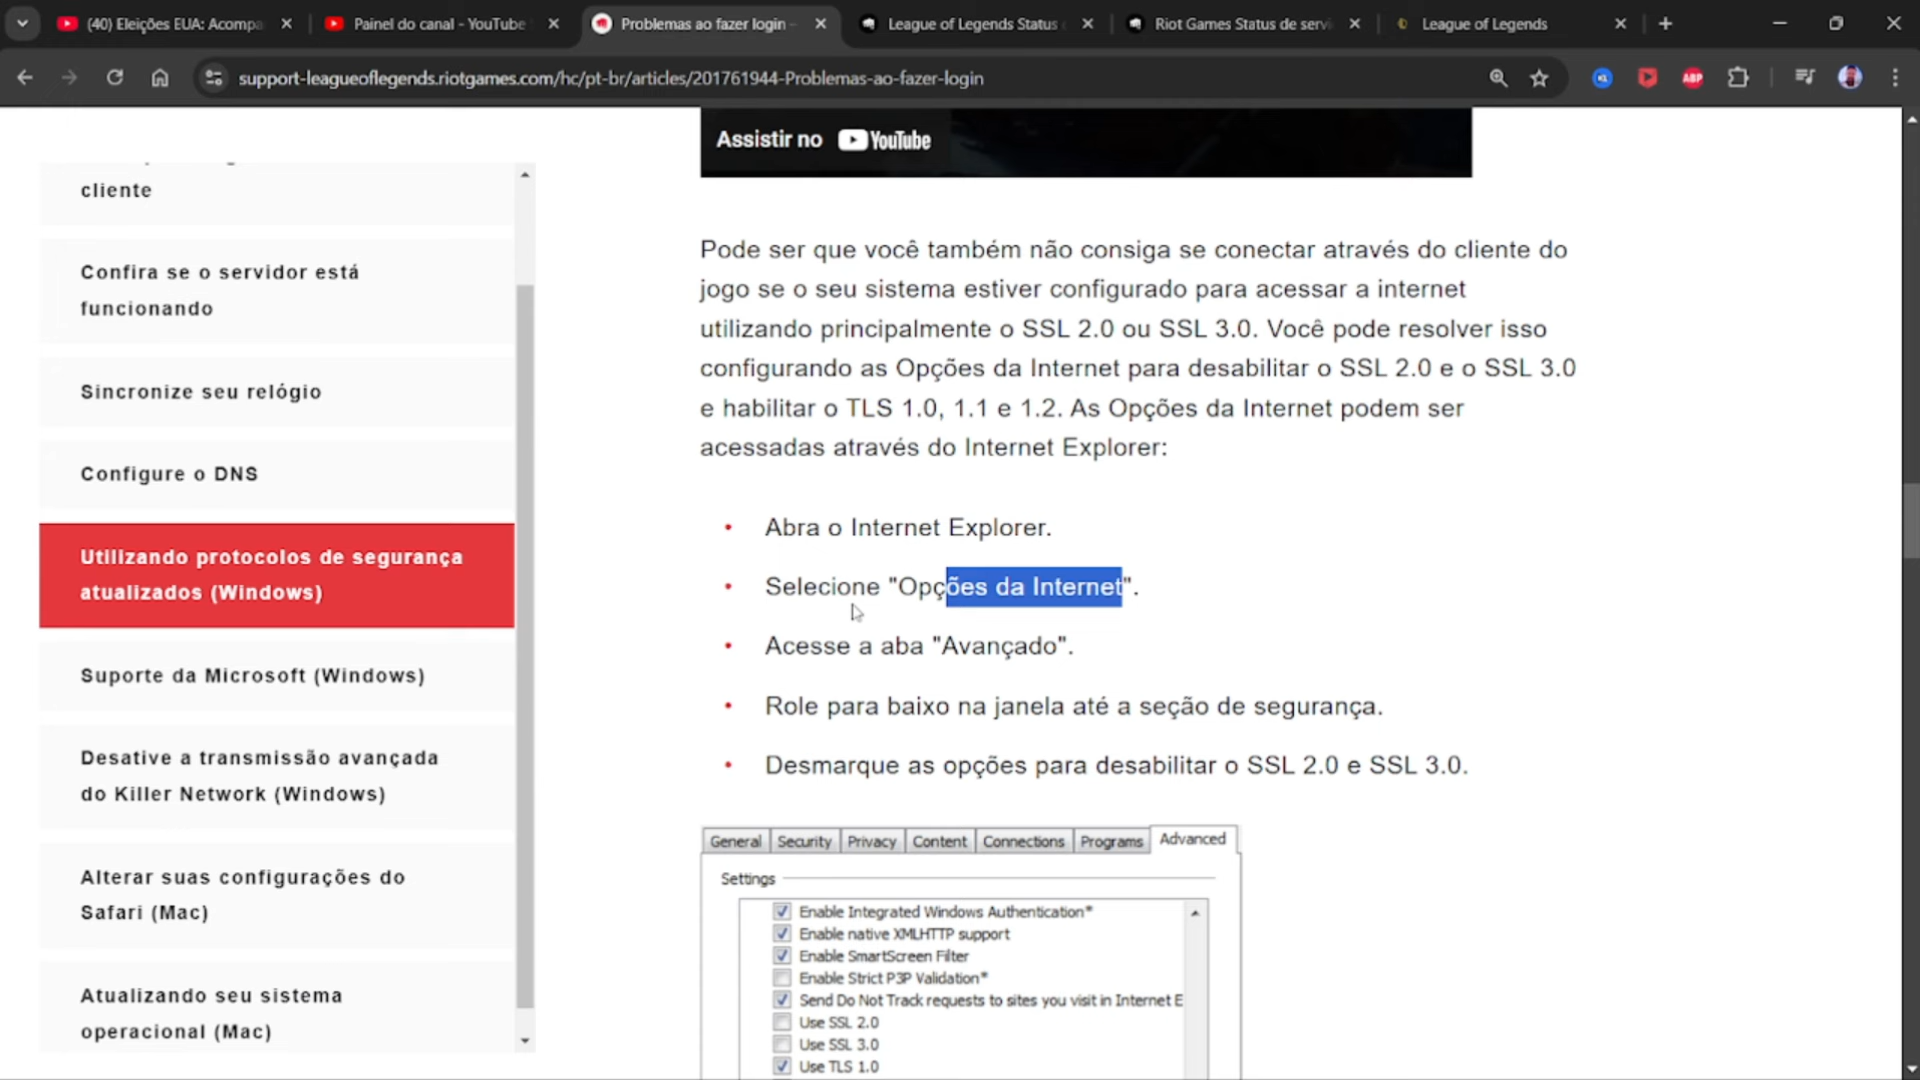 (40) Eleições EUA: Acompa
Painel do canal - YouTube
Problemas ao fazer login -
League of Legends Status
Riot Games Status de servi
League of Legends
support-leagueoflegends.riotgames.com/hc/pt-br/articles/201761944-Problemas-ao-fazer-login
ABP
cliente
Confira se o servidor está
funcionando
Sincronize seu relógio
Configure o DNS
Utilizando protocolos de segurança
atualizados (Windows)
Suporte da Microsoft (Windows)
Desative a transmissão avançada
do Killer Network (Windows)
Alterar suas configurações do
Safari (Mac)
Atualizando seu sistema
operacional (Mac)
Assistir no YouTube
Pode ser que você também não consiga se conectar através do cliente do
jogo se o seu sistema estiver configurado para acessar a internet
utilizando principalmente o SSL 2.0 ou SSL 3.0. Você pode resolver isso
configurando as Opções da Internet para desabilitar o SSL 2.0 e o SSL 3.0
e habilitar o TLS 1.0, 1.1 e 1.2. As Opções da Internet podem ser
acessadas através do Internet Explorer:
• Abra o Internet Explorer.
• Selecione "Opções da Internet".
• Acesse a aba "Avançado".
• Role para baixo na janela até a seção de segurança.
• Desmarque as opções para desabilitar o SSL 2.0 e SSL 3.0.
General Security Privacy Content Connections Programs Advanced
Settings
Enable Integrated Windows Authentication*
Enable native XMLHTTP support
Enable SmartScreen Filter
Enable Strict P3P Validation*
Send Do Not Track requests to sites you visit in Internet E
Use SSL 2.0
Use SSL 3.0
Use TLS 1.0